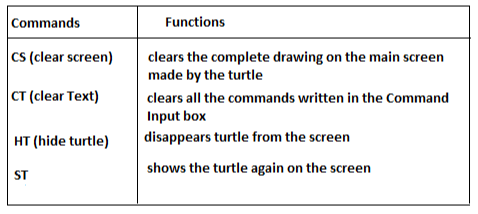 Commands Functions
CS (clear screen) clears the complete drawing on the main screen
made by the turtle
CT (clear Text) clears all the commands written in the Command
Input box
HT (hide turtle) disappears turtle from the screen
ST shows the turtle again on the screen